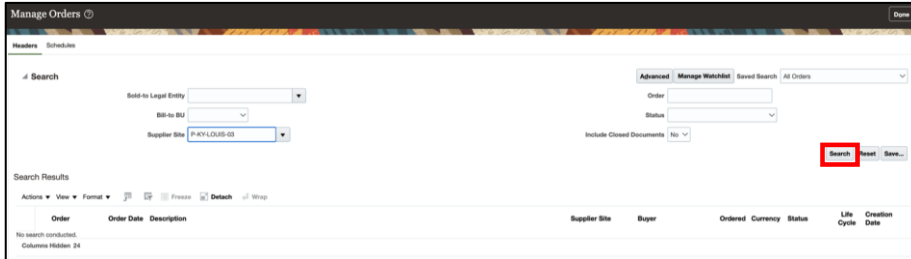 Manage Orders Done
Headers Schedules
Search Advanced Manage Watchlist Saved Search All Orders
Sold-to Legal Entity Order
Bill-to BU Status
Supplier Site P-KY-LOUIS-03 Include Closed Documents No
Search Reset Save...
Search Results
Actions View Format Freeze Detach Wrap
Order Order Date Description Supplier Site Buyer Ordered Currency Status Life Cycle Creation Date
No search conducted.
Columns Hidden 24